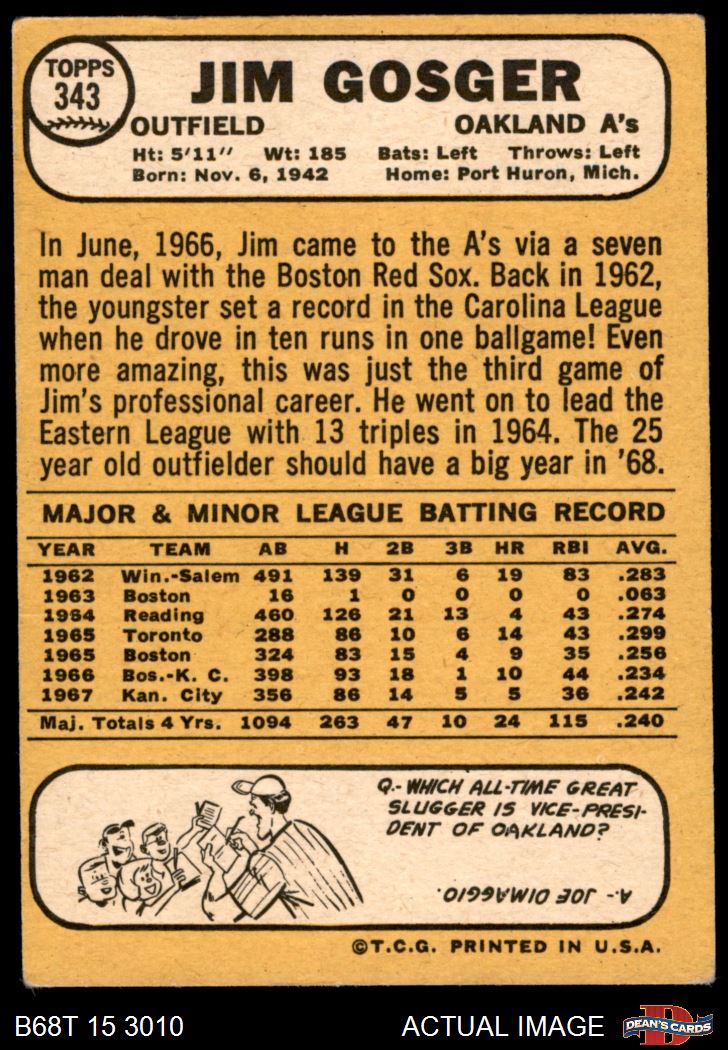 TOPPS
343
JIM GOSGER
OUTFIELD OAKLAND A's
Ht: 5'11" Wt: 185 Bats: Left Throws: Left
Born: Nov. 6, 1942 Home: Port Huron, Mich.
In June, 1966, Jim came to the A's via a seven
man deal with the Boston Red Sox. Back in 1962,
the youngster set a record in the Carolina League
when he drove in ten runs in one ballgame! Even
more amazing, this was just the third game of
Jim's professional career. He went on to lead the
Eastern League with 13 triples in 1964. The 25
year old outfielder should have a big year in '68.
MAJOR & MINOR LEAGUE BATTING RECORD
YEAR TEAM AB H 2B 3B HR RBI AVG.
1962 Win.-Salem 491 139 31 6 19 83 .283
1963 Boston 16 1 0 0 0 0 .063
1964 Reading 460 126 21 13 4 43 .274
1965 Toronto 288 86 10 6 14 43 .299
1965 Boston 324 83 15 4 9 35 .256
1966 Bos.-K. C. 398 93 18 1 10 44 .234
1967 Kan. City 356 86 14 5 5 36 .242
Maj. Totals 4 Yrs. 1094 263 47 10 24 115 .240
Q.- WHICH ALL-TIME GREAT
SLUGGER IS VICE-PRESI-
DENT OF OAKLAND?
A.- JOE DIMAGGIO.
©T.C.G. PRINTED IN U.S.A.
B68T 15 3010 ACTUAL IMAGE
D
DEAN'S CARDS